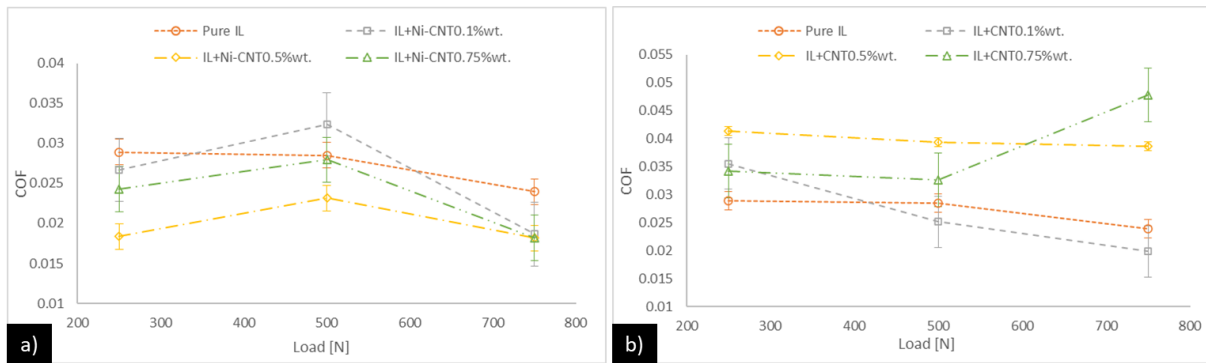 Pure IL
IL+Ni-CNT0.1%wt.
IL+Ni-CNT0.5%wt.
IL+Ni-CNT0.75%wt.
0.04
0.035
0.03
0.025
0.02
0.015
0.01
COF
200 300 400 500 600 700 800
Load [N]
a)
Pure IL
IL+CNT0.1%wt.
IL+CNT0.5%wt.
IL+CNT0.75%wt.
0.055
0.05
0.045
0.04
0.035
0.03
0.025
0.02
0.015
0.01
COF
200 300 400 500 600 700 800
Load [N]
b)